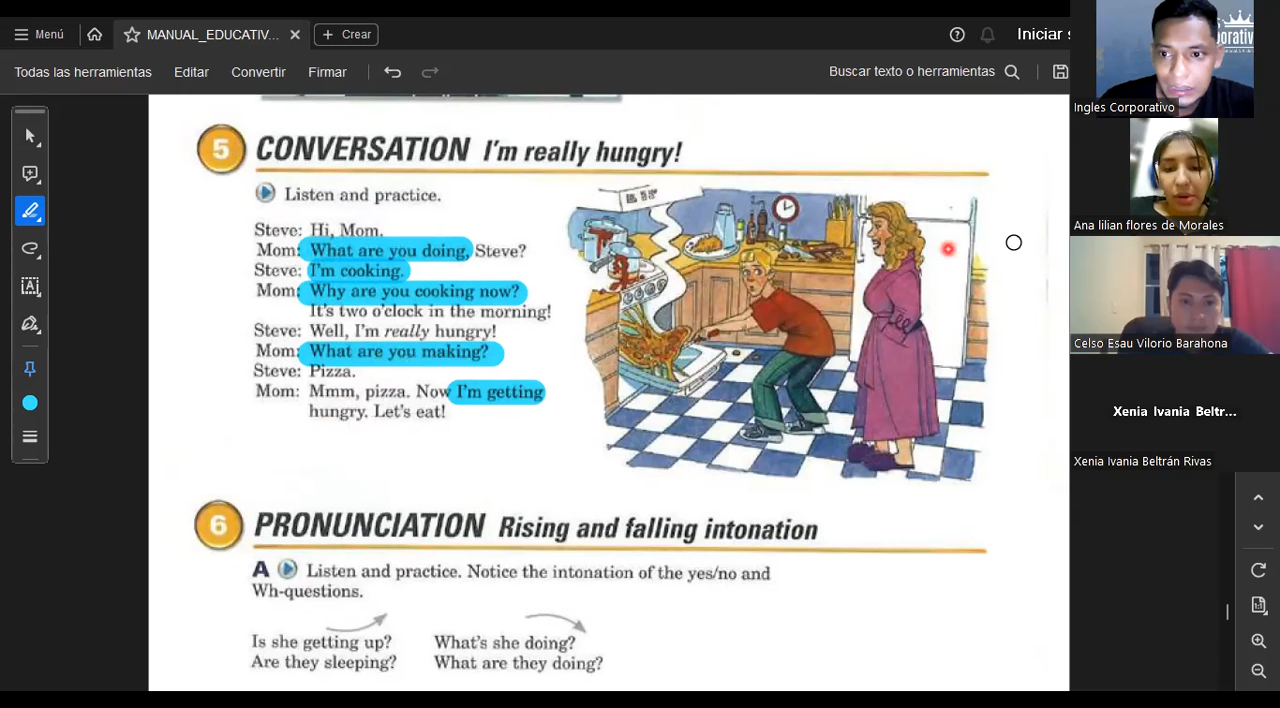 Menú
MANUAL_EDUCATIV...
Crear
Iniciar s
Todas las herramientas
Editar
Convertir
Firmar
Buscar texto o herramientas
5 CONVERSATION I'm really hungry!
Listen and practice.
Steve: Hi, Mom.
Mom: What are you doing, Steve?
Steve: I'm cooking.
Mom: Why are you cooking now?
It's two o'clock in the morning!
Steve: Well, I'm really hungry!
Mom: What are you making?
Steve: Pizza.
Mom: Mmm, pizza. Now I'm getting
hungry. Let's eat!
6 PRONUNCIATION Rising and falling intonation
A Listen and practice. Notice the intonation of the yes/no and
Wh-questions.
Is she getting up? What's she doing?
Are they sleeping? What are they doing?
Ingles Corporativo
Ana lilian flores de Morales
Celso Esau Vilorio Barahona
Xenia Ivania Beltr...
Xenia Ivania Beltrán Rivas